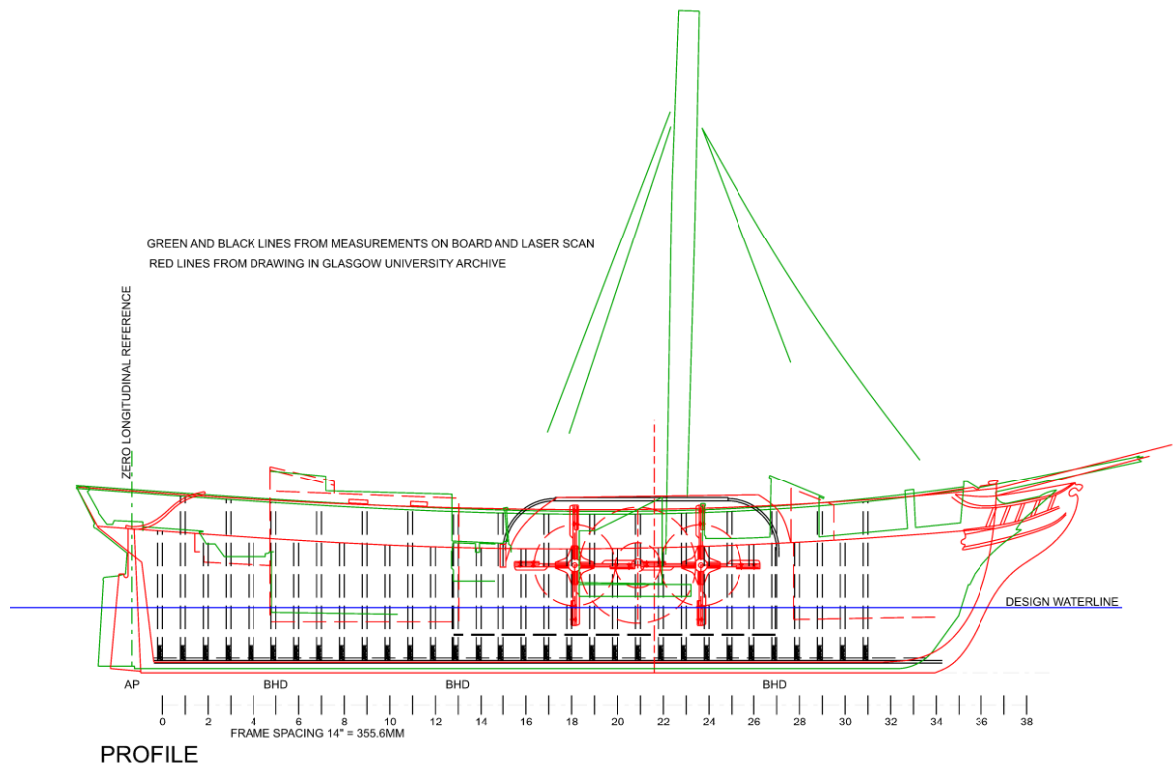 GREEN AND BLACK LINES FROM MEASUREMENTS ON BOARD AND LASER SCAN
RED LINES FROM DRAWING IN GLASGOW UNIVERSITY ARCHIVE
ZERO LONGITUDINAL REFERENCE
DESIGN WATERLINE
AP BHD BHD BHD
0 2 4 6 8 10 12 14 16 18 20 22 24 26 27 28 30 32 34 36 38
FRAME SPACING 14" = 355.6MM
PROFILE